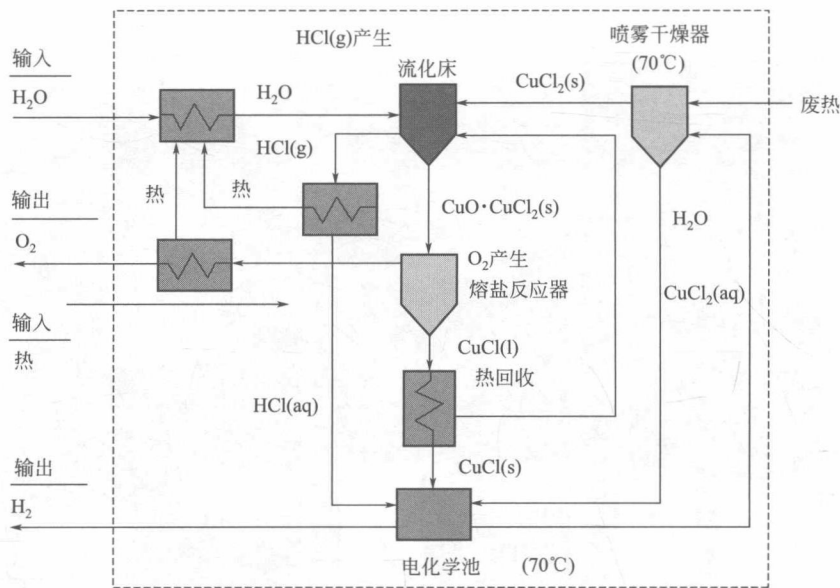 HCl(g)产生
喷雾干燥器
(70℃)
输入
H₂O
H₂O
流化床
CuCl₂(s)
废热
HCl(g)
热
热
输出
O₂
CuO·CuCl₂(s)
H₂O
O₂产生
熔盐反应器
CuCl₂(aq)
输入
热
CuCl(l)
热回收
HCl(aq)
CuCl(s)
输出
H₂
电化学池
(70℃)